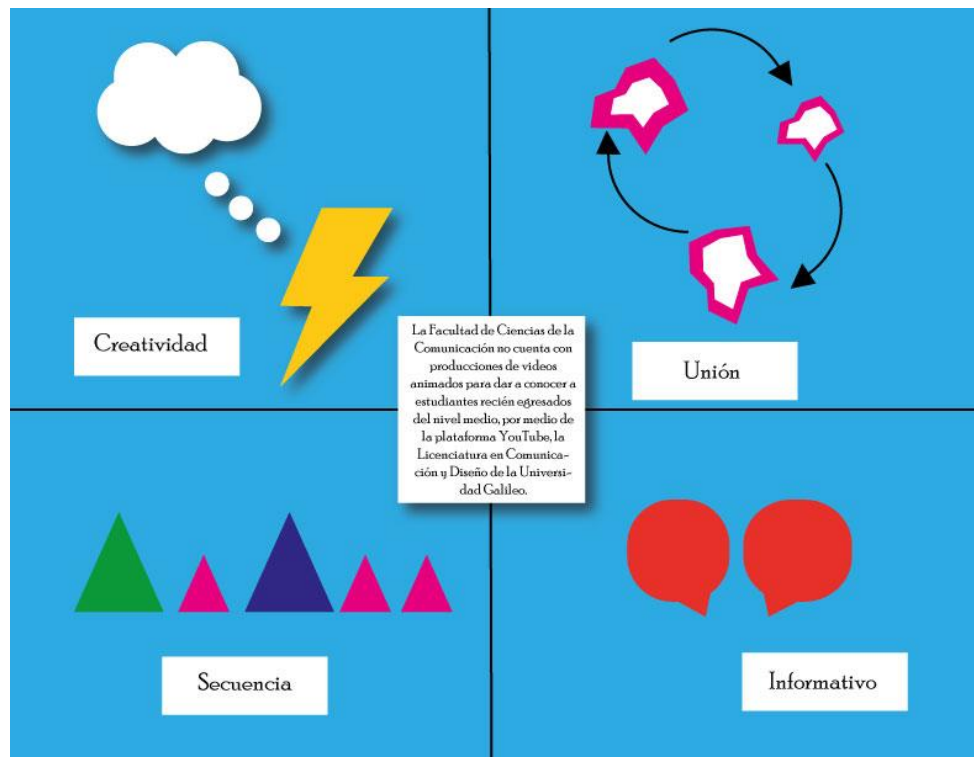 Creatividad
Unión
La Facultad de Ciencias de la
Comunicación no cuenta con
producciones de videos
animados para dar a conocer a
estudiantes recién egresados
del nivel medio, por medio de
la plataforma YouTube, la
Licenciatura en Comunica-
ción y Diseño de la Universi-
dad Galileo.
Secuencia
Informativo